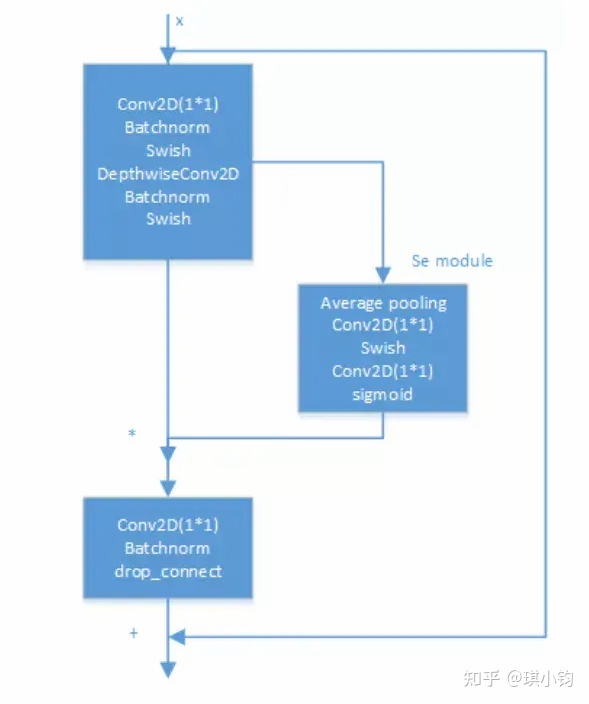 x
Conv2D(1*1)
Batchnorm
Swish
DepthwiseConv2D
Batchnorm
Swish
Se module
Average pooling
Conv2D(1*1)
Swish
Conv2D(1*1)
sigmoid
*
Conv2D(1*1)
Batchnorm
drop_connect
+
知乎 @琪小钧